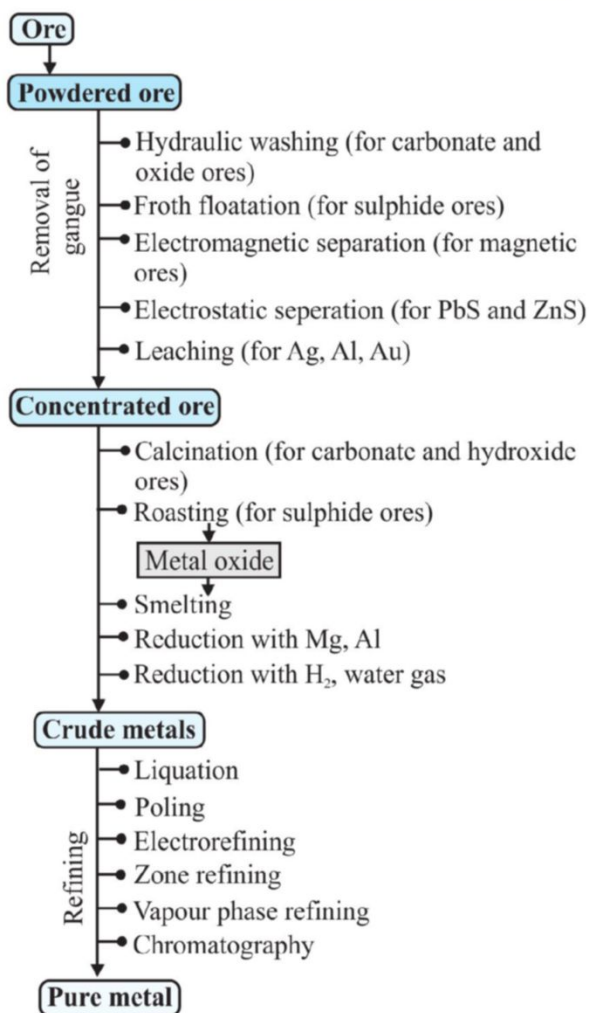 Ore
Powdered ore
Removal of
gangue
Hydraulic washing (for carbonate and
oxide ores)
Froth floatation (for sulphide ores)
Electromagnetic separation (for magnetic
ores)
Electrostatic seperation (for PbS and ZnS)
Leaching (for Ag, Al, Au)
Concentrated ore
Calcination (for carbonate and hydroxide
ores)
Roasting (for sulphide ores)
Metal oxide
Smelting
Reduction with Mg, Al
Reduction with H₂, water gas
Crude metals
Refining
Liquation
Poling
Electrorefining
Zone refining
Vapour phase refining
Chromatography
Pure metal